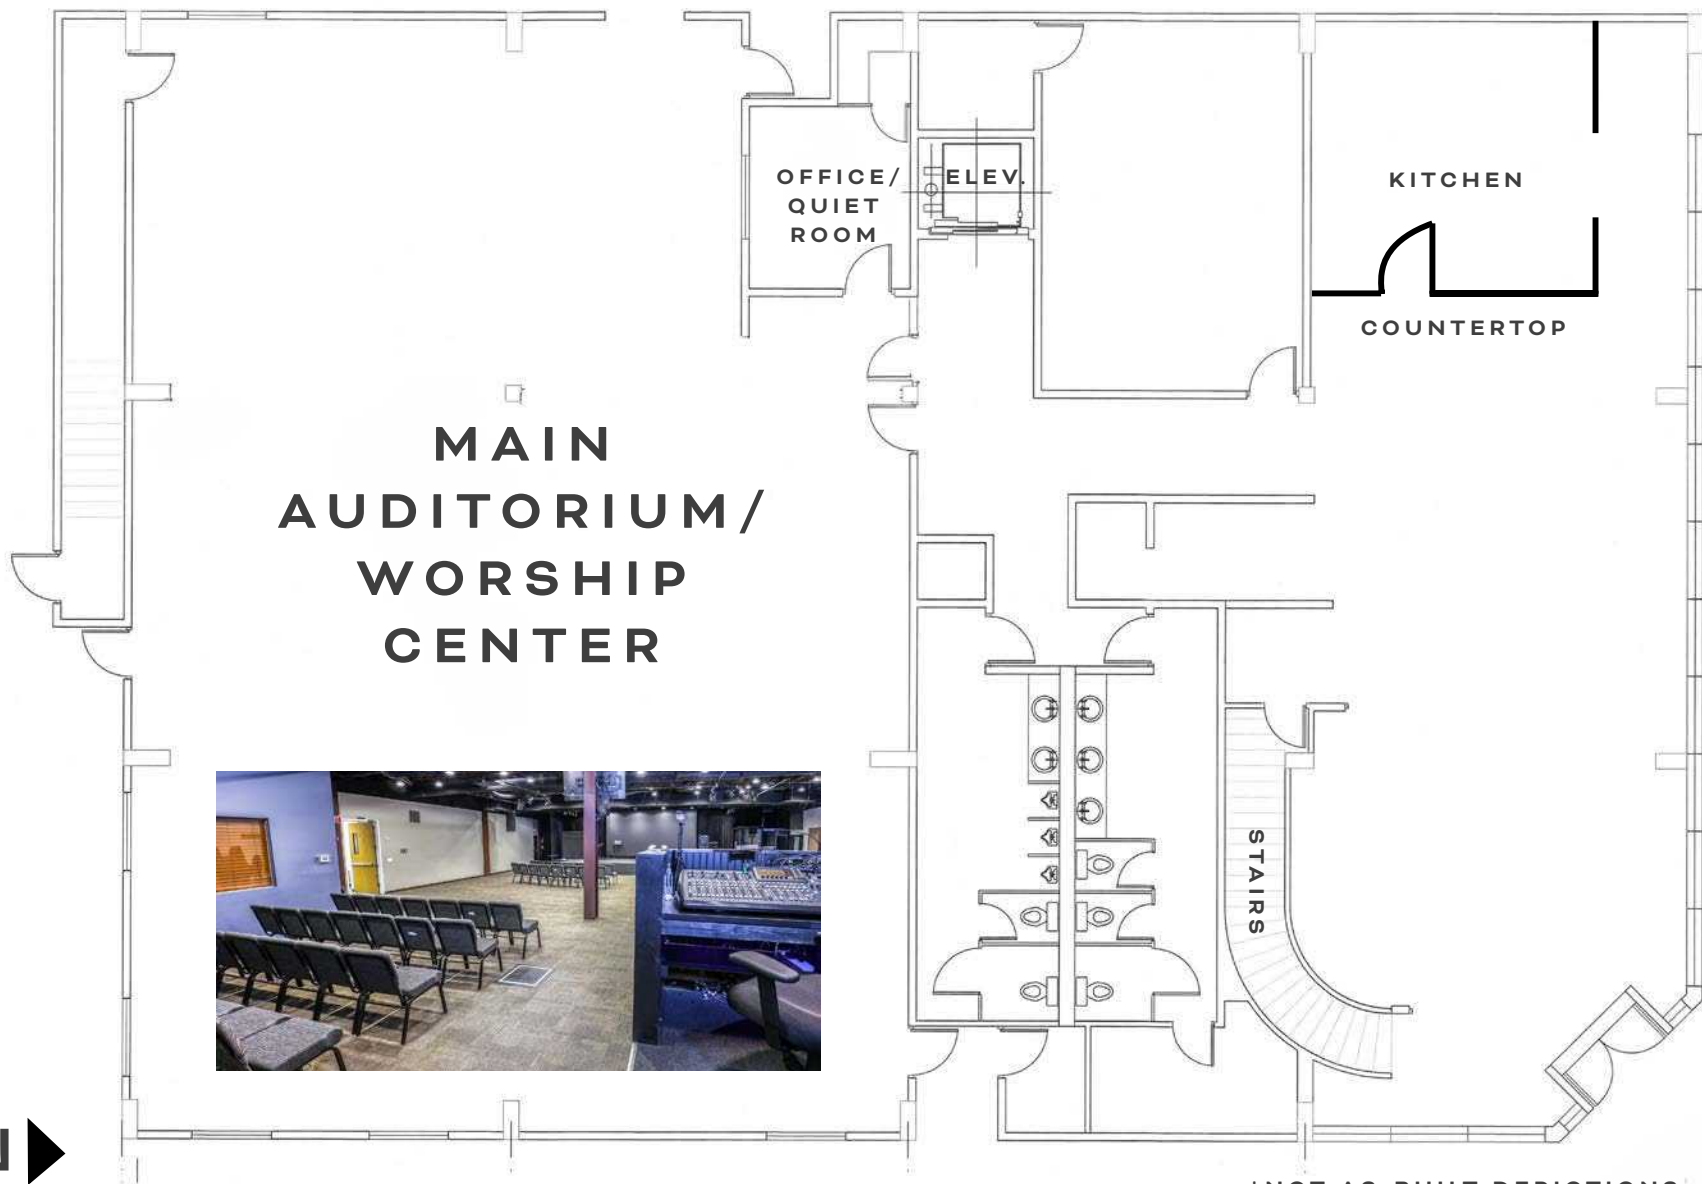 OFFICE/
QUIET
ROOM
ELEV.
KITCHEN
COUNTERTOP
MAIN
AUDITORIUM/
WORSHIP
CENTER
STAIRS